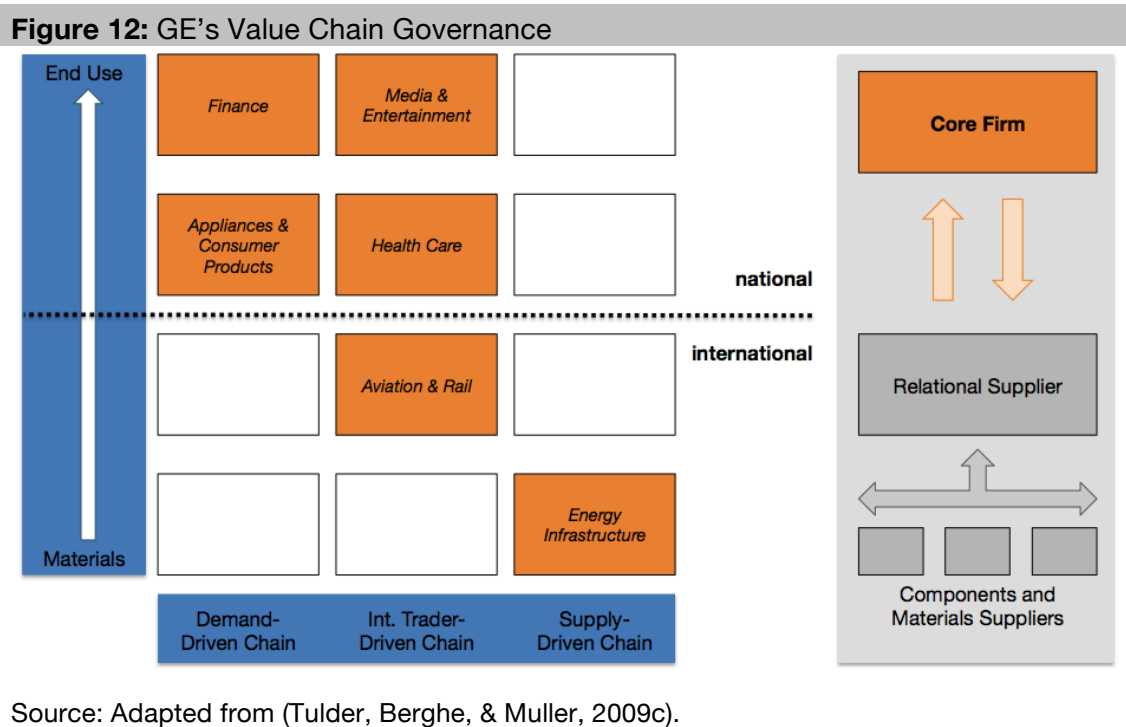 Figure 12: GE's Value Chain Governance
End Use
Finance
Media &
Entertainment
Core Firm
Appliances &
Consumer
Products
Health Care
national
international
Aviation & Rail
Relational Supplier
Energy
Infrastructure
Materials
Components and
Materials Suppliers
Demand-
Driven Chain
Int. Trader-
Driven Chain
Supply-
Driven Chain
Source: Adapted from (Tulder, Berghe, & Muller, 2009c).